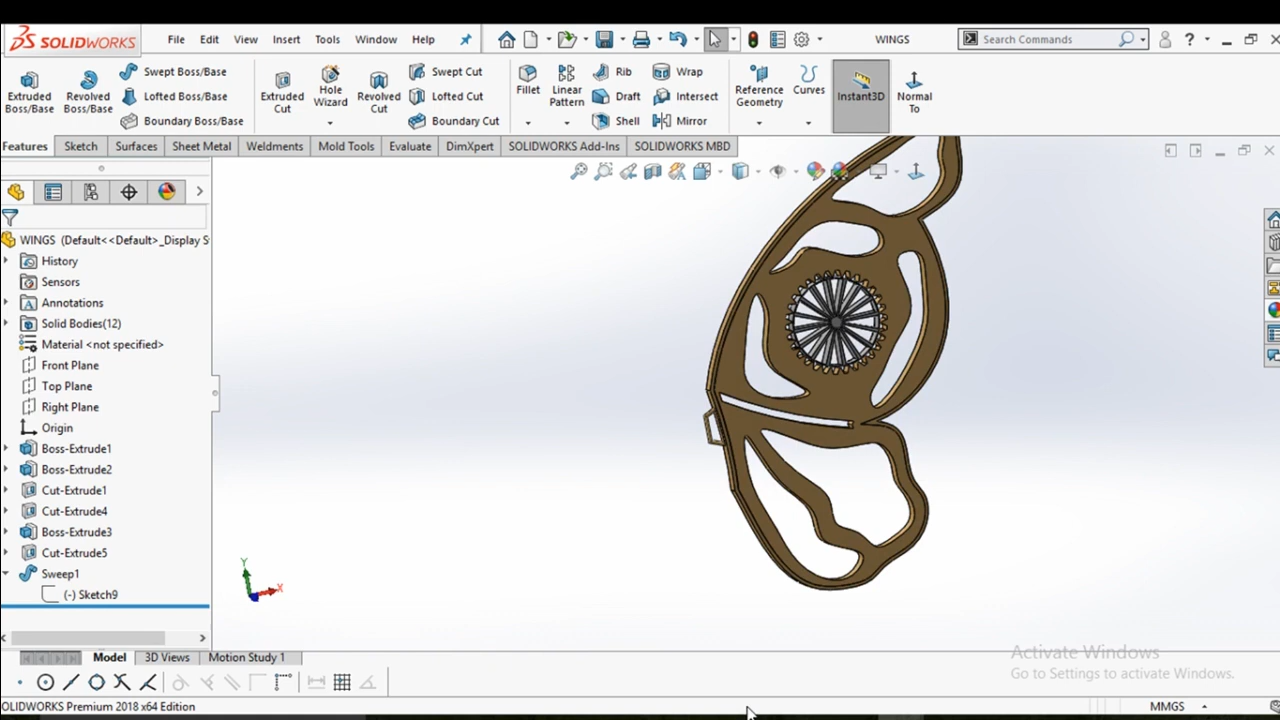 SOLIDWORKS File Edit View Insert Tools Window Help WINGS Search Commands ?
Extruded Boss/Base Revolved Boss/Base Swept Boss/Base Lofted Boss/Base Boundary Boss/Base Extruded Cut Hole Wizard Revolved Cut Swept Cut Lofted Cut Boundary Cut Fillet Linear Pattern Rib Draft Shell Wrap Intersect Mirror Reference Geometry Curves Instant3D Normal To
Features Sketch Surfaces Sheet Metal Weldments Mold Tools Evaluate DimXpert SOLIDWORKS Add-Ins SOLIDWORKS MBD
WINGS (Default<<Default>_Display S
History
Sensors
Annotations
Solid Bodies(12)
Material <not specified>
Front Plane
Top Plane
Right Plane
Origin
Boss-Extrude1
Boss-Extrude2
Cut-Extrude1
Cut-Extrude4
Boss-Extrude3
Cut-Extrude5
Sweep1
(-) Sketch9
Y
X
Activate Windows
Go to Settings to activate Windows.
Model 3D Views Motion Study 1
SOLIDWORKS Premium 2018 x64 Edition MMGS